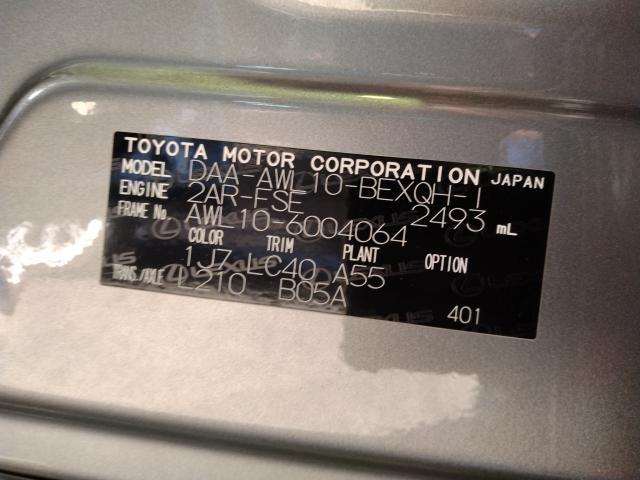 TOYOTA MOTOR CORPORATION JAPAN
MODEL DAA-AWL10-BEXQH-I
ENGINE 2AR-FSE 2493 mL
FRAME No AWL10-6004064
COLOR TRIM PLANT OPTION
1J7 LC40 A55
TRANS/AXLE L210 B05A
401